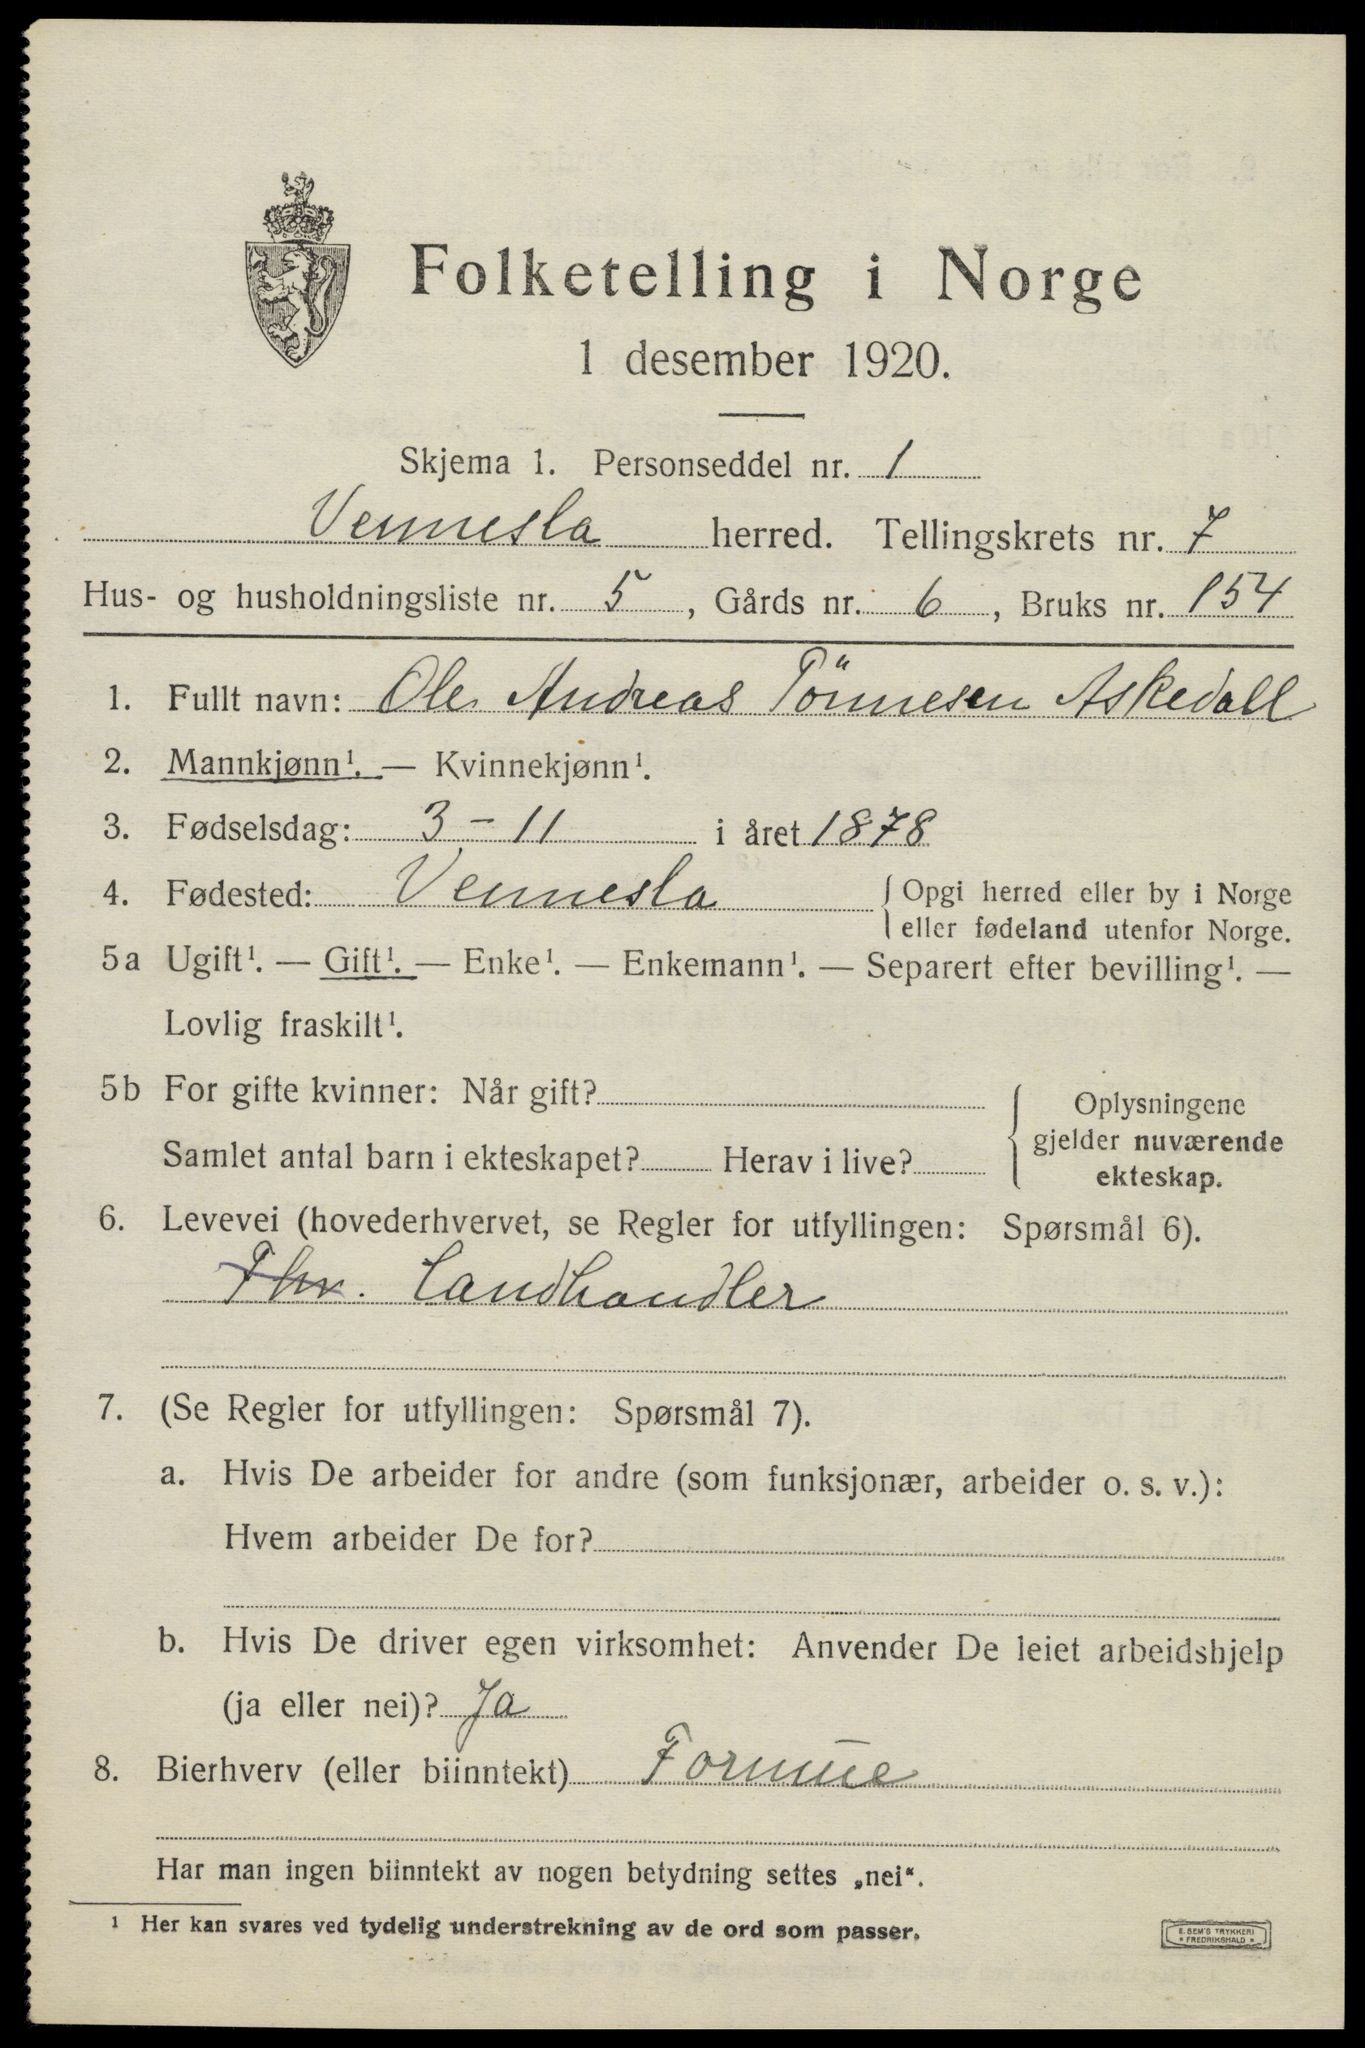 Folketelling i Norge
1 desember 1920.
Skjema 1. Personseddel nr. 1
Vennesla herred. Tellingskrets nr. 7
Hus- og husholdningsliste nr. 5, Gårds nr. 6, Bruks nr. 154
1. Fullt navn: Ole Andreas Tönnesen Askedall
2. Mannkjønn¹. — Kvinnekjønn¹.
3. Fødselsdag: 3-11 i året 1878
4. Fødested: Vennesla { Opgi herred eller by i Norge
eller fødeland utenfor Norge.
5a Ugift¹. — Gift¹. — Enke¹. — Enkemann¹. — Separert efter bevilling¹. —
Lovlig fraskilt¹.
5b For gifte kvinner: Når gift?
Samlet antal barn i ekteskapet? Herav i live?
Oplysningene
gjelder nuværende
ekteskap.
6. Levevei (hovederhvervet, se Regler for utfyllingen: Spørsmål 6).
Fhv. Landhandler
7. (Se Regler for utfyllingen: Spørsmål 7).
a. Hvis De arbeider for andre (som funksjonær, arbeider o. s. v.):
Hvem arbeider De for?
b. Hvis De driver egen virksomhet: Anvender De leiet arbeidshjelp
(ja eller nei)? Ja
8. Bierhverv (eller biinntekt) Formue
Har man ingen biinntekt av nogen betydning settes „nei“.
¹ Her kan svares ved tydelig understrekning av de ord som passer.
E. SEM'S TRYKKERI
* FREDRIKSHALD *